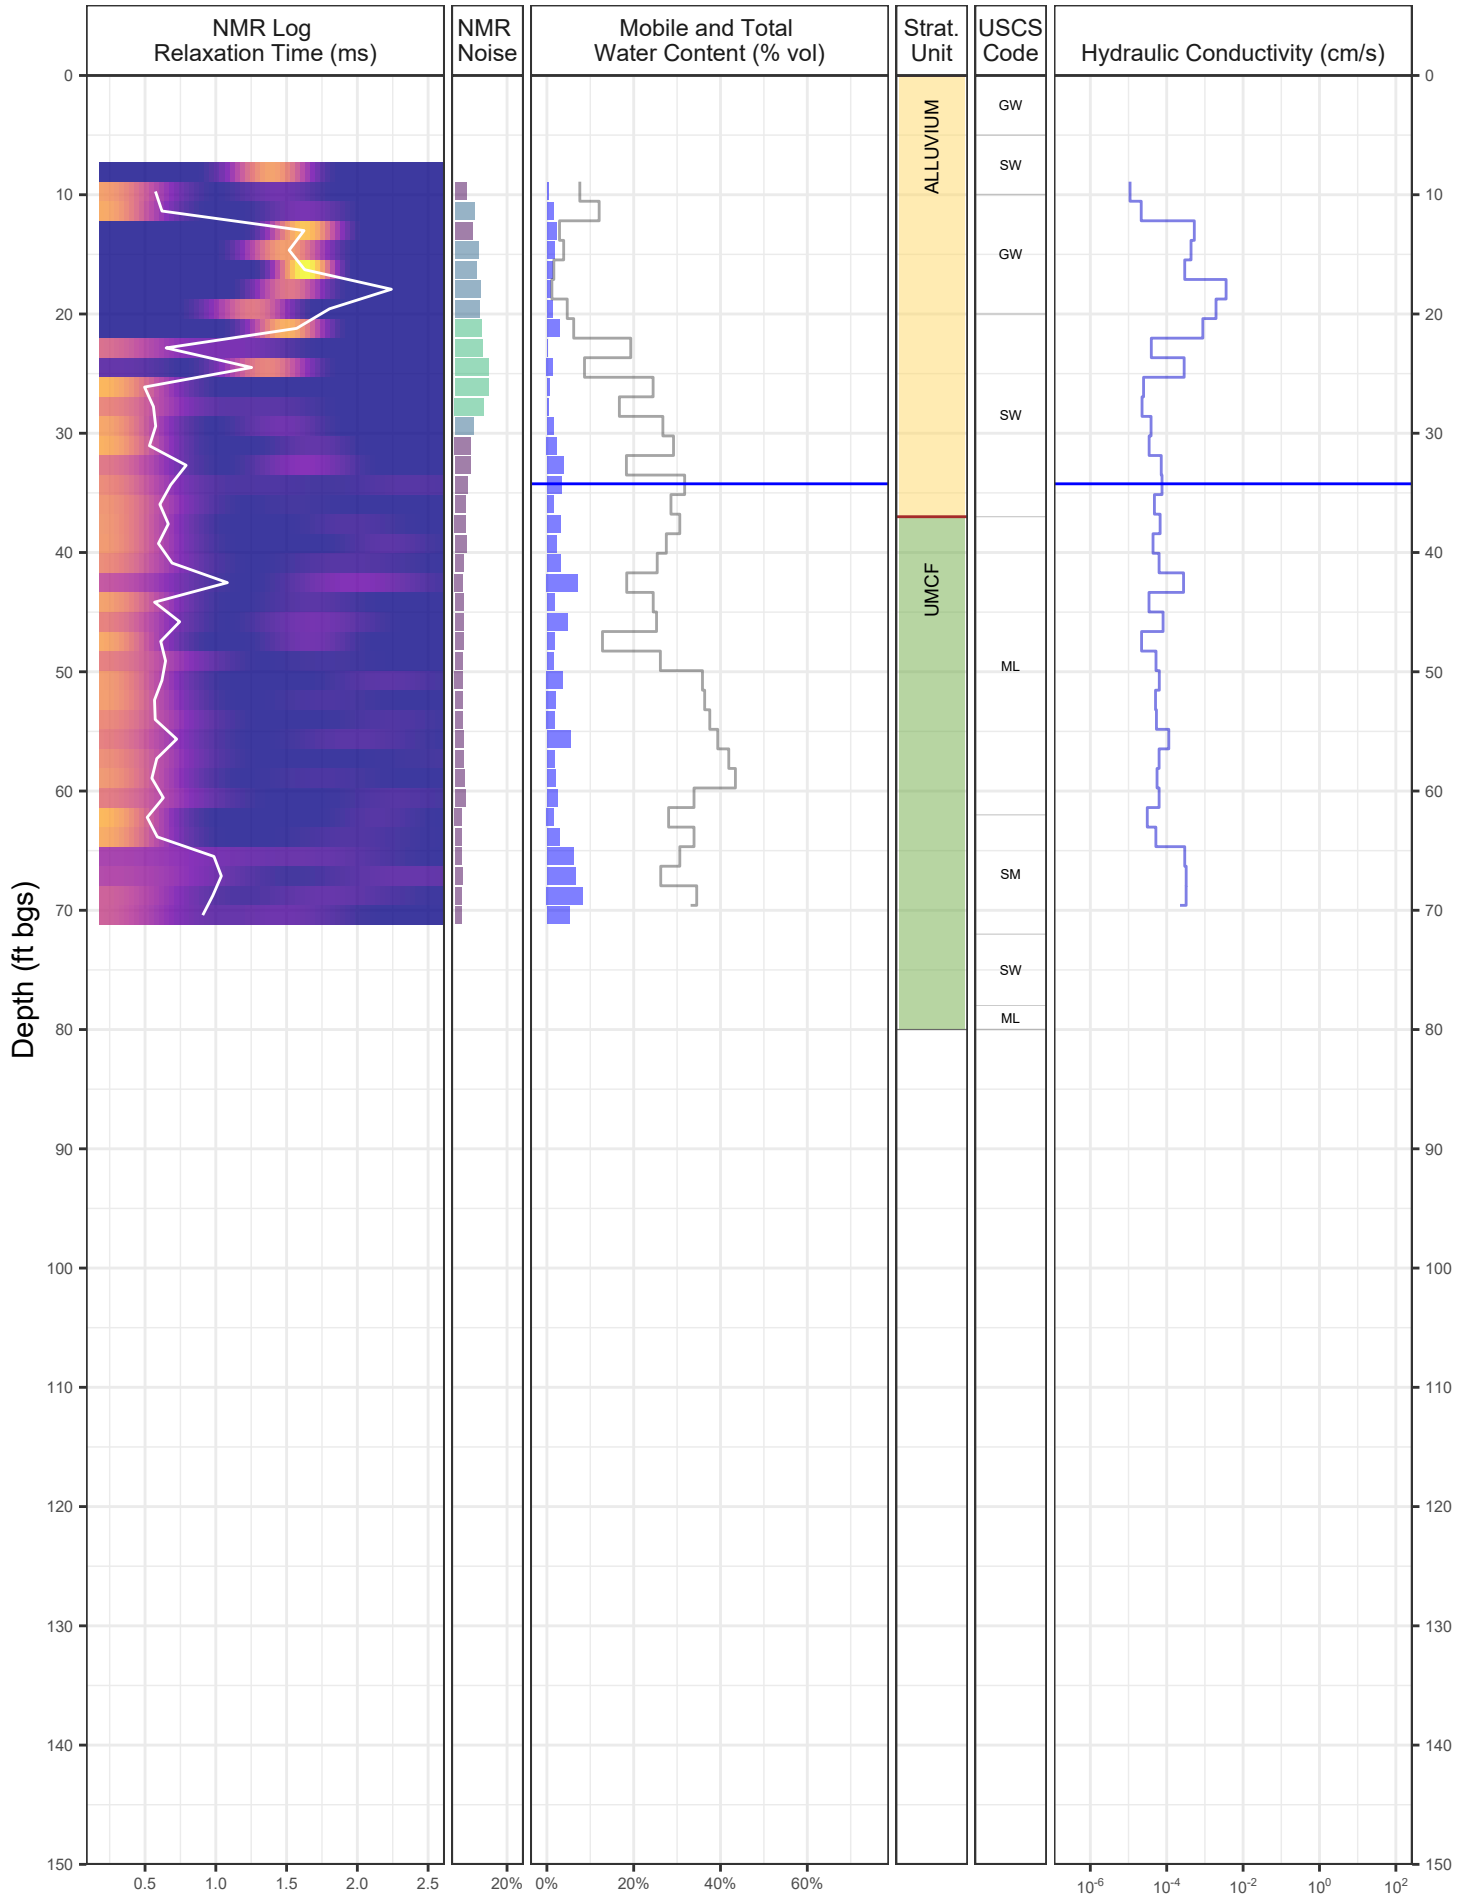 NMR Log
Relaxation Time (ms)
NMR
Noise
Mobile and Total
Water Content (% vol)
Strat.
Unit
USCS
Code
Hydraulic Conductivity (cm/s)
0
10
20
30
40
50
60
70
80
90
100
110
120
130
140
150
Depth (ft bgs)
ALLUVIUM
UMCF
GW
SW
GW
SW
ML
SM
SW
ML
0
10
20
30
40
50
60
70
80
90
100
110
120
130
140
150
0.5 1.0 1.5 2.0 2.5
20%
0% 20% 40% 60%
10⁻⁶ 10⁻⁴ 10⁻² 10⁰ 10²